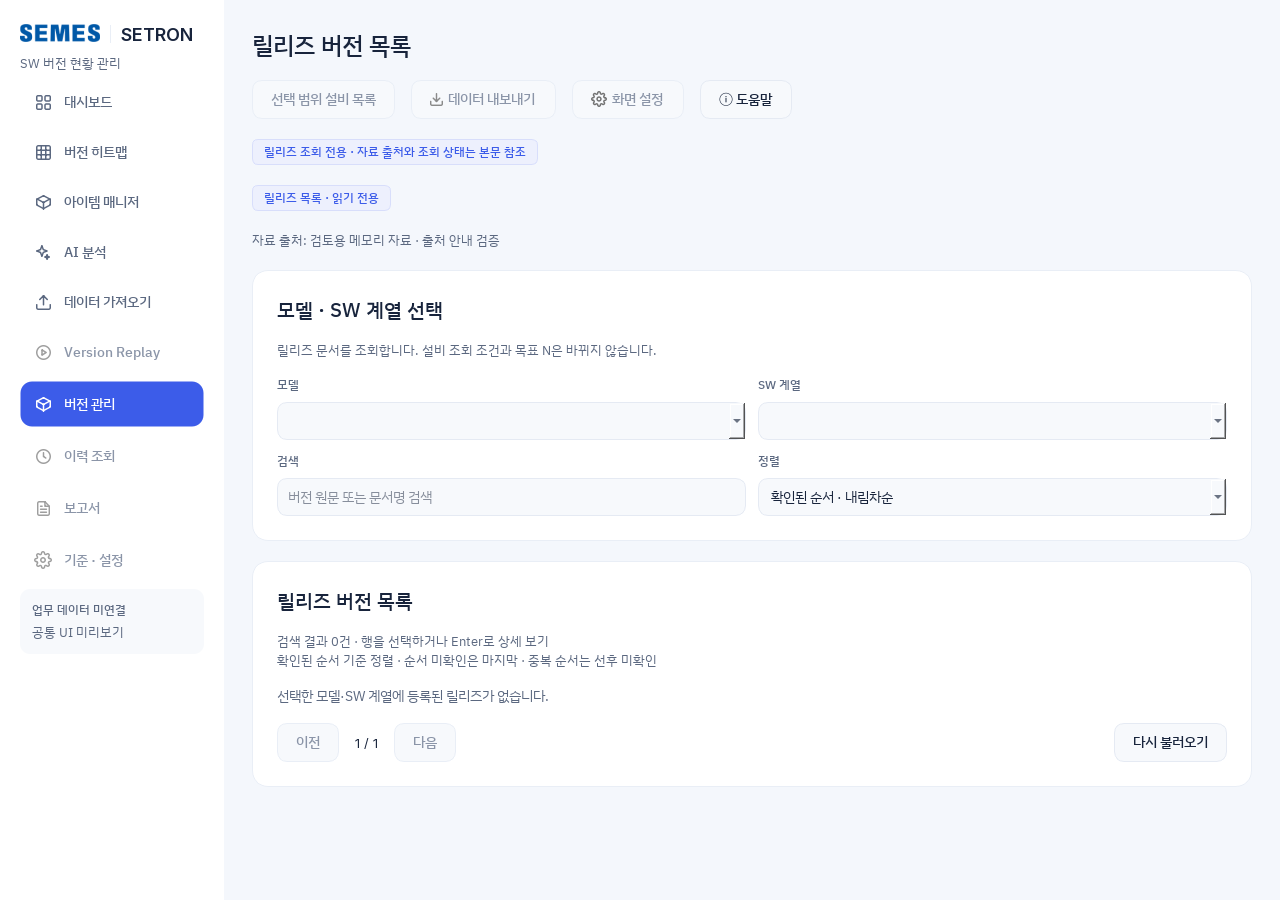 SEMES SETRON
SW 버전 현황 관리
대시보드
버전 히트맵
아이템 매니저
AI 분석
데이터 가져오기
Version Replay
버전 관리
이력 조회
보고서
기준 · 설정
업무 데이터 미연결
공통 UI 미리보기
릴리즈 버전 목록
선택 범위 설비 목록
데이터 내보내기
화면 설정
도움말
릴리즈 조회 전용 · 자료 출처와 조회 상태는 본문 참조
릴리즈 목록 · 읽기 전용
자료 출처: 검토용 메모리 자료 · 출처 안내 검증
모델 · SW 계열 선택
릴리즈 문서를 조회합니다. 설비 조회 조건과 목표 N은 바뀌지 않습니다.
모델
SW 계열
검색
정렬
버전 원문 또는 문서명 검색
확인된 순서 · 내림차순
릴리즈 버전 목록
검색 결과 0건 · 행을 선택하거나 Enter로 상세 보기
확인된 순서 기준 정렬 · 순서 미확인은 마지막 · 중복 순서는 선후 미확인
선택한 모델·SW 계열에 등록된 릴리즈가 없습니다.
이전
1 / 1
다음
다시 불러오기